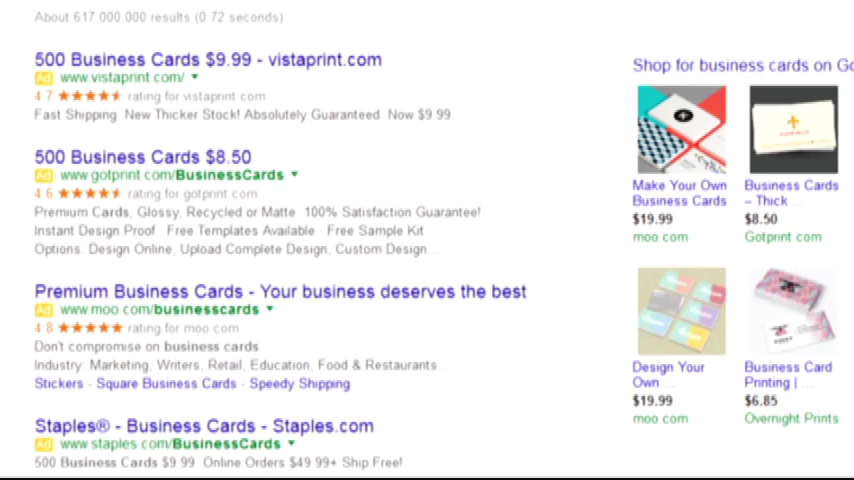 About 617,000,000 results (0.72 seconds)
500 Business Cards $9.99 - vistaprint.com
Ad www.vistaprint.com/
4.7 ★★★★★ rating for vistaprint.com
Fast Shipping. New Thicker Stock! Absolutely Guaranteed. Now $9.99
500 Business Cards $8.50
Ad www.gotprint.com/BusinessCards
4.6 ★★★★★ rating for gotprint.com
Premium Cards, Glossy, Recycled or Matte. 100% Satisfaction Guarantee!
Instant Design Proof · Free Templates Available · Free Sample Kit
Options: Design Online, Upload Complete Design, Custom Design...
Premium Business Cards - Your business deserves the best
Ad www.moo.com/businesscards
4.8 ★★★★★ rating for moo.com
Don't compromise on business cards
Industry: Marketing, Writers, Retail, Education, Food & Restaurants...
Stickers - Square Business Cards - Speedy Shipping
Staples® - Business Cards - Staples.com
Ad www.staples.com/BusinessCards
500 Business Cards $9.99. Online Orders $49.99+ Ship Free!
Shop for business cards on Go
Make Your Own
Business Cards
$19.99
moo.com
Business Cards
– Thick ...
$8.50
Gotprint.com
Design Your
Own ...
$19.99
moo.com
Business Card
Printing | ...
$6.85
Overnight Prints